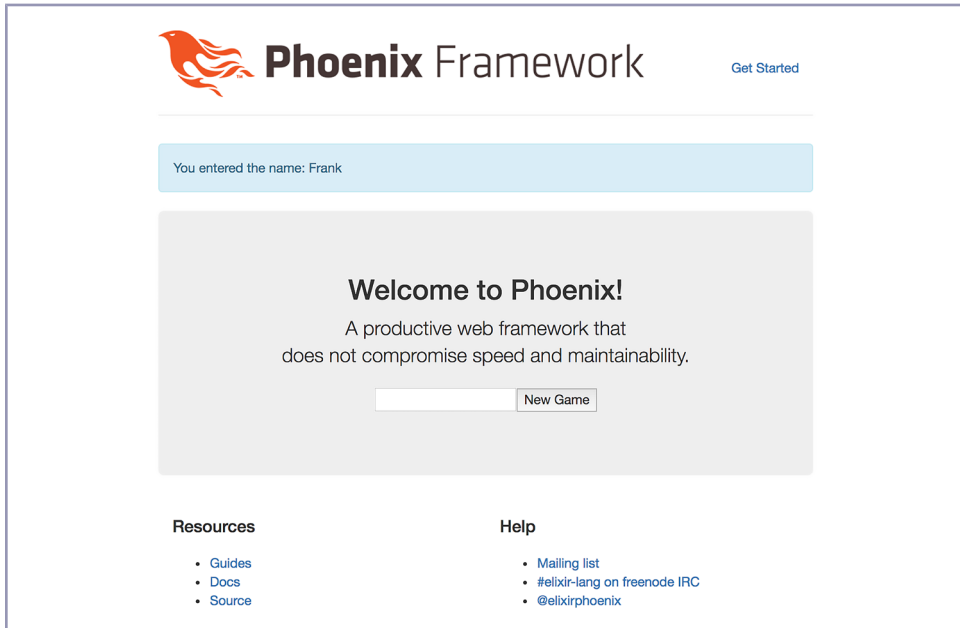 Phoenix Framework
TM
Get Started
You entered the name: Frank
Welcome to Phoenix!
A productive web framework that
does not compromise speed and maintainability.
New Game
Resources
Guides
Docs
Source
Help
Mailing list
#elixir-lang on freenode IRC
@elixirphoenix